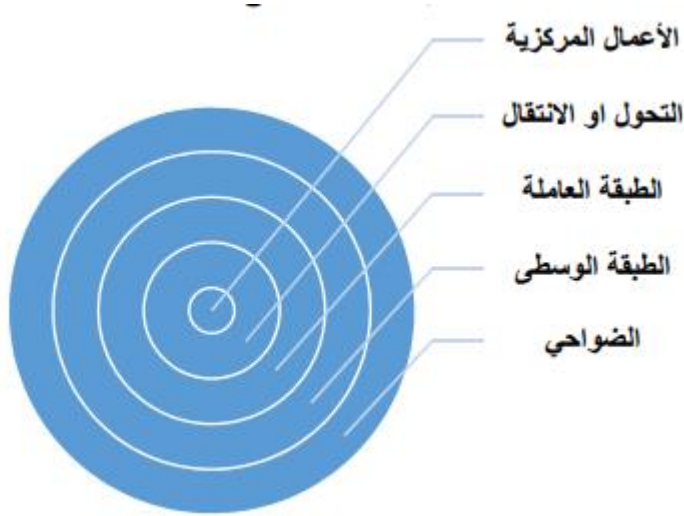 الأعمال المركزية
التحول او الانتقال
الطبقة العاملة
الطبقة الوسطى
الضواحي